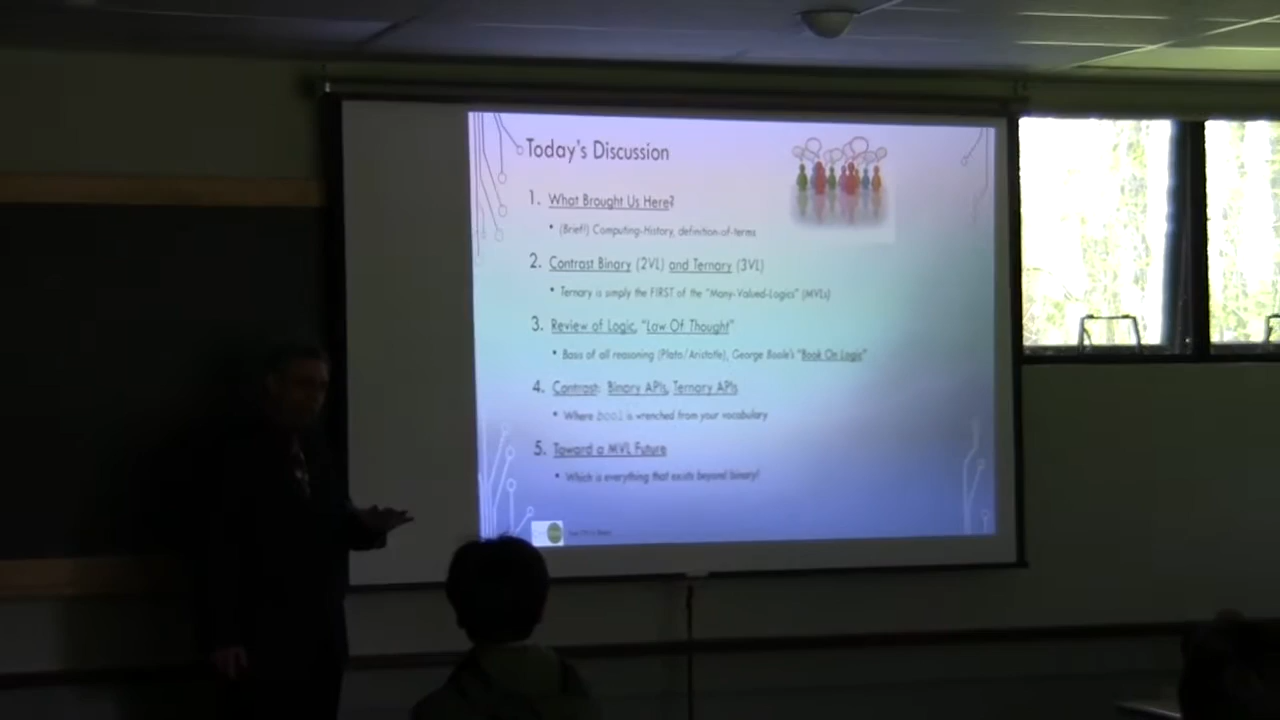 Today's Discussion
1. What Brought Us Here?
• (Brief!) Computing-History, definition-of-terms
2. Contrast Binary (2VL) and Ternary (3VL)
• Ternary is simply the FIRST of the "Many-Valued-Logics" (MVLs)
3. Review of Logic, "Law Of Thought"
• Basis of all reasoning (Plato/Aristotle), George Boole's "Book On Logic"
4. Contrast: Binary APIs, Ternary APIs
• Where bool is wrenched from your vocabulary
5. Toward a MVL Future
• Which is everything that exists beyond binary!